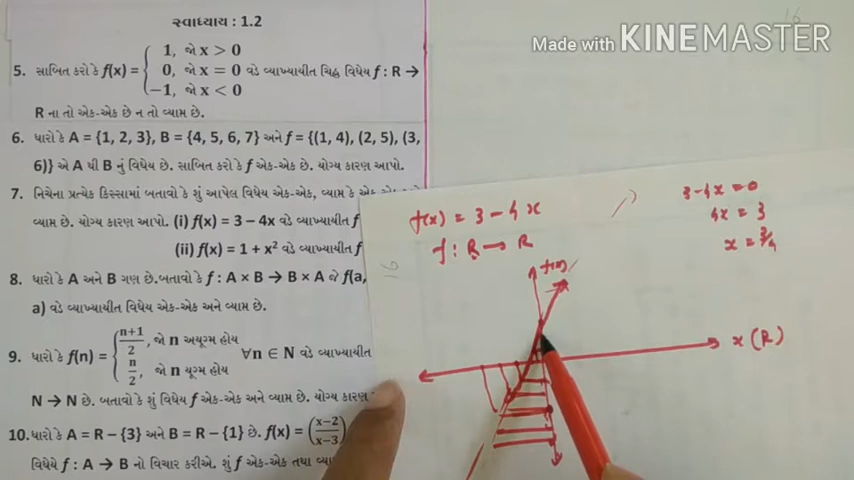 સ્વાધ્યાય : 1.2
Made with KINEMASTER
5. સાબિત કરો કે f(x) = { 1, જો x > 0
0, જો x = 0 વડે વ્યાખ્યાયીત ચિહ્ન વિધેય f : R →
−1, જો x < 0
R ના તો એક-એક છે ન તો વ્યાપ્ત છે.
6. ધારો કે A = {1, 2, 3}, B = {4, 5, 6, 7} અને f = {(1, 4), (2, 5), (3,
6)} એ A થી B નું વિધેય છે. સાબિત કરો કે f એક-એક છે. યોગ્ય કારણ આપો.
7. નિચેના પ્રત્યેક કિસ્સામાં બતાવો કે શું આપેલ વિધેય એક-એક, વ્યાપ્ત કે
વ્યાપ્ત છે. યોગ્ય કારણ આપો. (i) f(x) = 3 − 4x વડે વ્યાખ્યાયીત f
(ii) f(x) = 1 + x² વડે વ્યાખ્યાયીત f
8. ધારો કે A અને B ગણ છે.બતાવો કે f : A × B → B × A જે f(a,
a) વડે વ્યાખ્યાયીત વિધેય એક-એક અને વ્યાપ્ત છે.
9. ધારો કે f(n) = { n+1/2, જો n અયુગ્મ હોય
n/2, જો n યૂગ્મ હોય ∀n ∈ N વડે વ્યાખ્યાયીત
N → N છે. બતાવો કે શું વિધેય f એક-એક અને વ્યાપ્ત છે. યોગ્ય કારણ
10. ધારો કે A = R − {3} અને B = R − {1} છે. f(x) = (x−2/x−3)
વિધેયે f : A → B નો વિચાર કરીએ. શું f એક-એક તથા
f(x) = 3 - 4x
f : R → R
3-4x = 0
4x = 3
x = 3/4
f(x)
x (R)